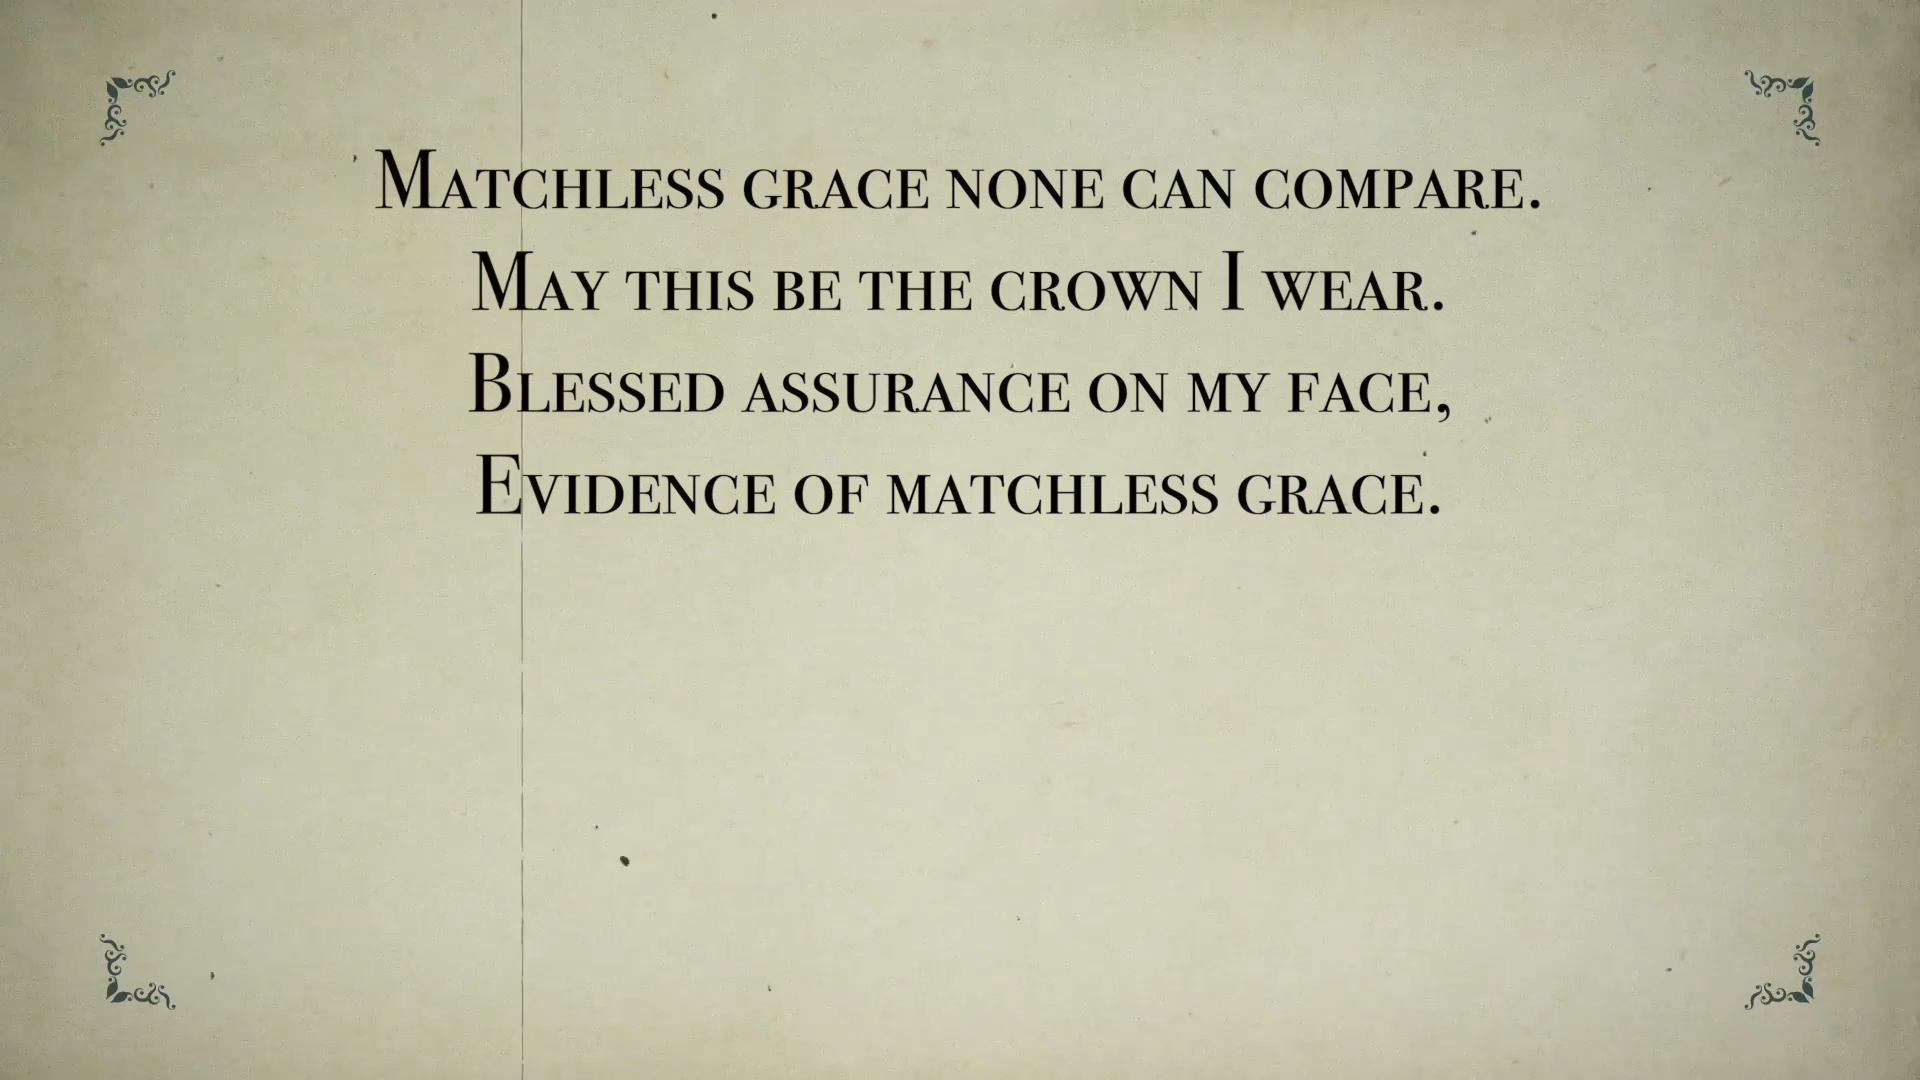 Matchless grace none can compare.
May this be the crown I wear.
Blessed assurance on my face,
Evidence of matchless grace.